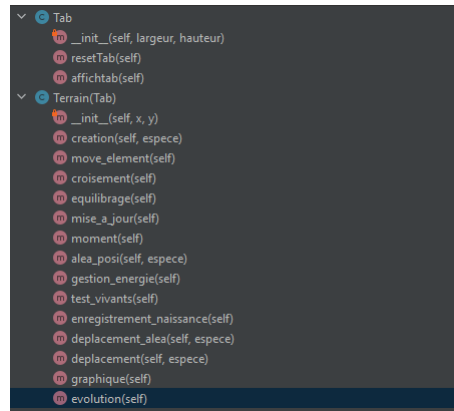 Tab
__init__(self, largeur, hauteur)
resetTab(self)
affichtab(self)
Terrain(Tab)
__init__(self, x, y)
creation(self, espece)
move_element(self)
croisement(self)
equilibrage(self)
mise_a_jour(self)
moment(self)
alea_posi(self, espece)
gestion_energie(self)
test_vivants(self)
enregistrement_naissance(self)
deplacement_alea(self, espece)
deplacement(self, espece)
graphique(self)
evolution(self)